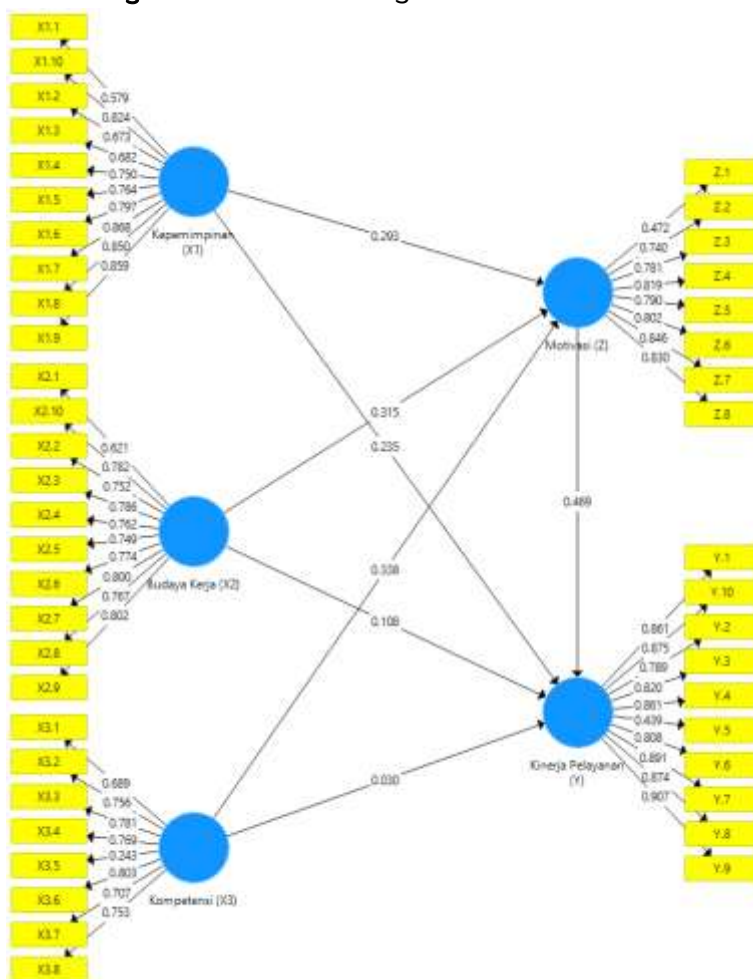 X1.1
X1.10
X1.2
X1.3
X1.4
X1.5
X1.6
X1.7
X1.8
X1.9
0.579
0.824
0.673
0.682
0.750
0.764
0.797
0.868
0.850
0.859
Kepemimpinan
(X1)
X2.1
X2.10
X2.2
X2.3
X2.4
X2.5
X2.6
X2.7
X2.8
X2.9
0.621
0.782
0.752
0.786
0.762
0.749
0.774
0.800
0.767
0.802
Budaya Kerja (X2)
X3.1
X3.2
X3.3
X3.4
X3.5
X3.6
X3.7
X3.8
0.689
0.756
0.781
0.769
0.243
0.803
0.707
0.753
Kompetensi (X3)
0.293
0.315
0.235
0.338
0.108
0.030
0.469
Z.1
Z.2
Z.3
Z.4
Z.5
Z.6
Z.7
Z.8
0.472
0.740
0.781
0.819
0.790
0.802
0.846
0.830
Motivasi (Z)
Y.1
Y.10
Y.2
Y.3
Y.4
Y.5
Y.6
Y.7
Y.8
Y.9
0.861
0.875
0.789
0.820
0.861
0.439
0.808
0.891
0.874
0.907
Kinerja Pelayanan
(Y)